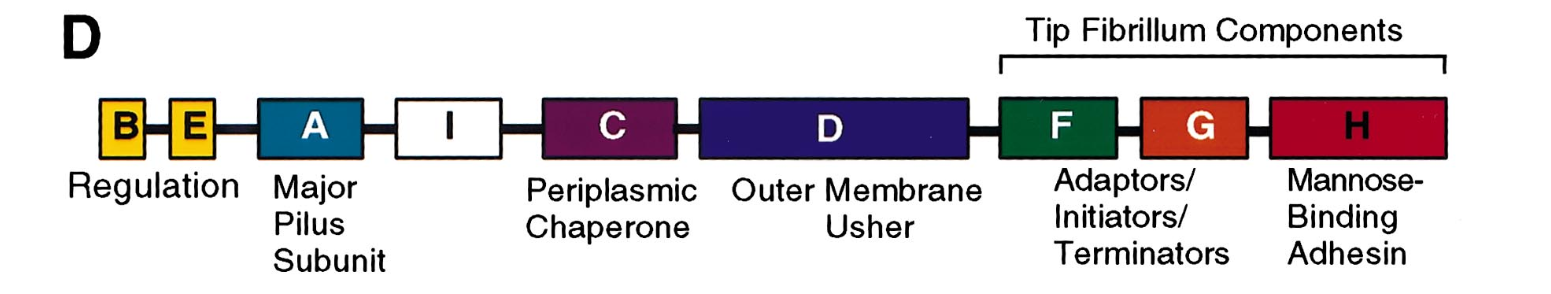 D
Tip Fibrillum Components
B E A I C D F G H
Regulation
Major
Pilus
Subunit
Periplasmic
Chaperone
Outer Membrane
Usher
Adaptors/
Initiators/
Terminators
Mannose-
Binding
Adhesin